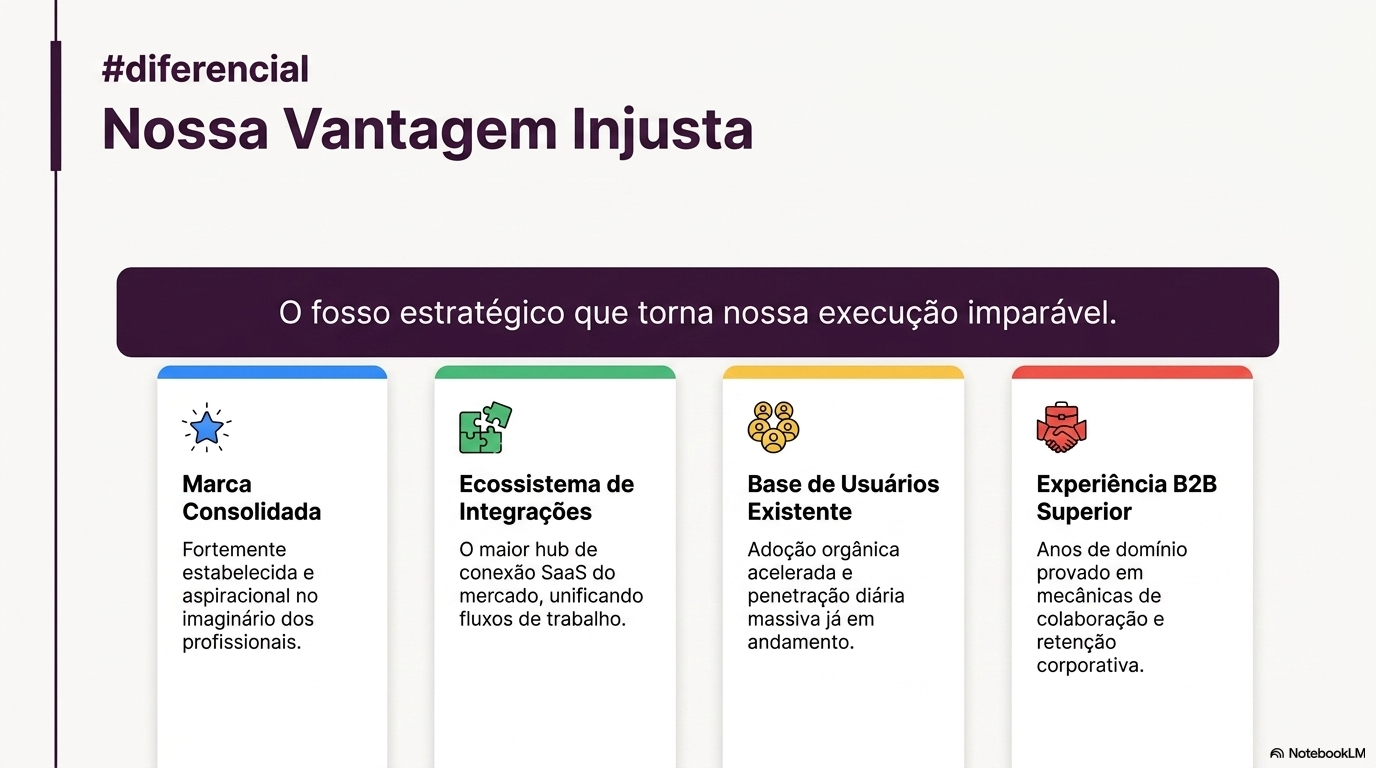 #diferencial
Nossa Vantagem Injusta
O fosso estratégico que torna nossa execução imparável.
Marca
Consolidada
Fortemente
estabelecida e
aspiracional no
imaginário dos
profissionais.
Ecossistema de
Integrações
O maior hub de
conexão SaaS do
mercado, unificando
fluxos de trabalho.
Base de Usuários
Existente
Adoção orgânica
acelerada e
penetração diária
massiva já em
andamento.
Experiência B2B
Superior
Anos de domínio
provado em
mecânicas de
colaboração e
retenção
corporativa.
NotebookLM